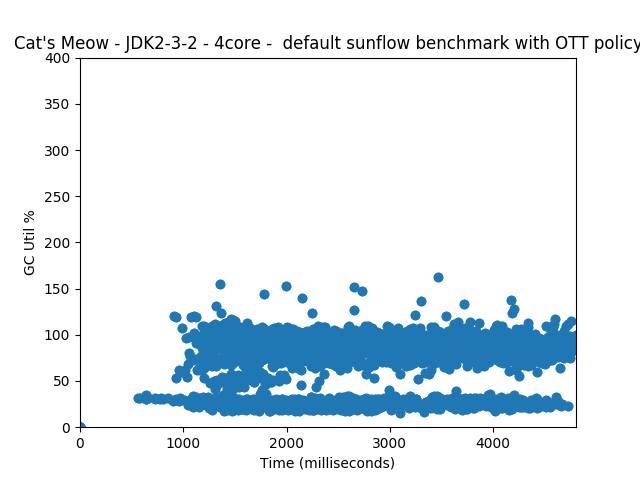 Cat's Meow - JDK2-3-2 - 4core -  default sunflow benchmark with OTT policy
400
350
300
250
200
150
100
50
0
GC Util %
0 1000 2000 3000 4000
Time (milliseconds)